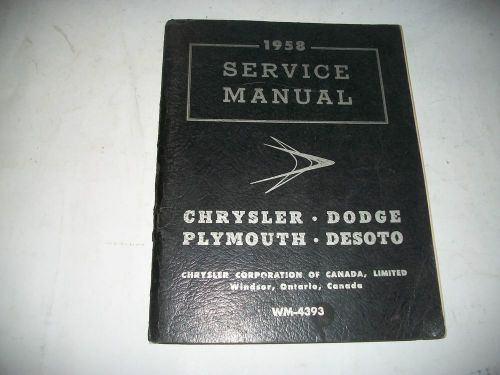 1958
SERVICE
MANUAL
CHRYSLER · DODGE
PLYMOUTH · DESOTO
CHRYSLER CORPORATION OF CANADA, LIMITED
Windsor, Ontario, Canada
WM-4393